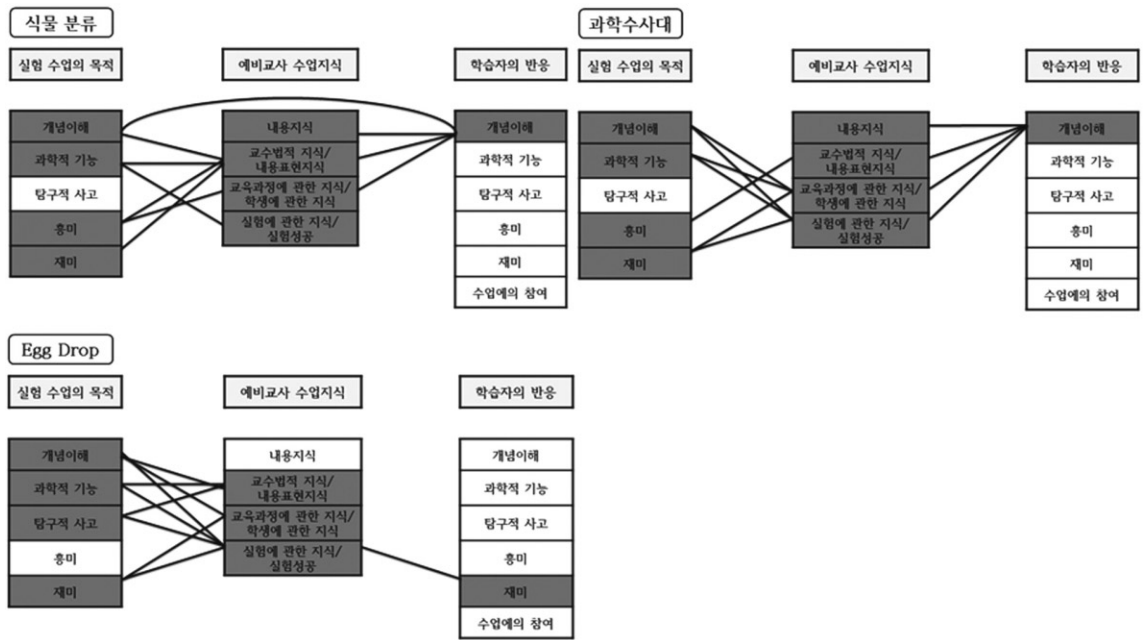 식물 분류
실험 수업의 목적
예비교사 수업지식
학습자의 반응
개념이해
과학적 기능
탐구적 사고
흥미
재미
내용지식
교수법적 지식/
내용표현지식
교육과정에 관한 지식/
학생에 관한 지식
실험에 관한 지식/
실험성공
개념이해
과학적 기능
탐구적 사고
흥미
재미
수업에의 참여
과학수사대
실험 수업의 목적
예비교사 수업지식
학습자의 반응
개념이해
과학적 기능
탐구적 사고
흥미
재미
내용지식
교수법적 지식/
내용표현지식
교육과정에 관한 지식/
학생에 관한 지식
실험에 관한 지식/
실험성공
개념이해
과학적 기능
탐구적 사고
흥미
재미
수업에의 참여
Egg Drop
실험 수업의 목적
예비교사 수업지식
학습자의 반응
개념이해
과학적 기능
탐구적 사고
흥미
재미
내용지식
교수법적 지식/
내용표현지식
교육과정에 관한 지식/
학생에 관한 지식
실험에 관한 지식/
실험성공
개념이해
과학적 기능
탐구적 사고
흥미
재미
수업에의 참여